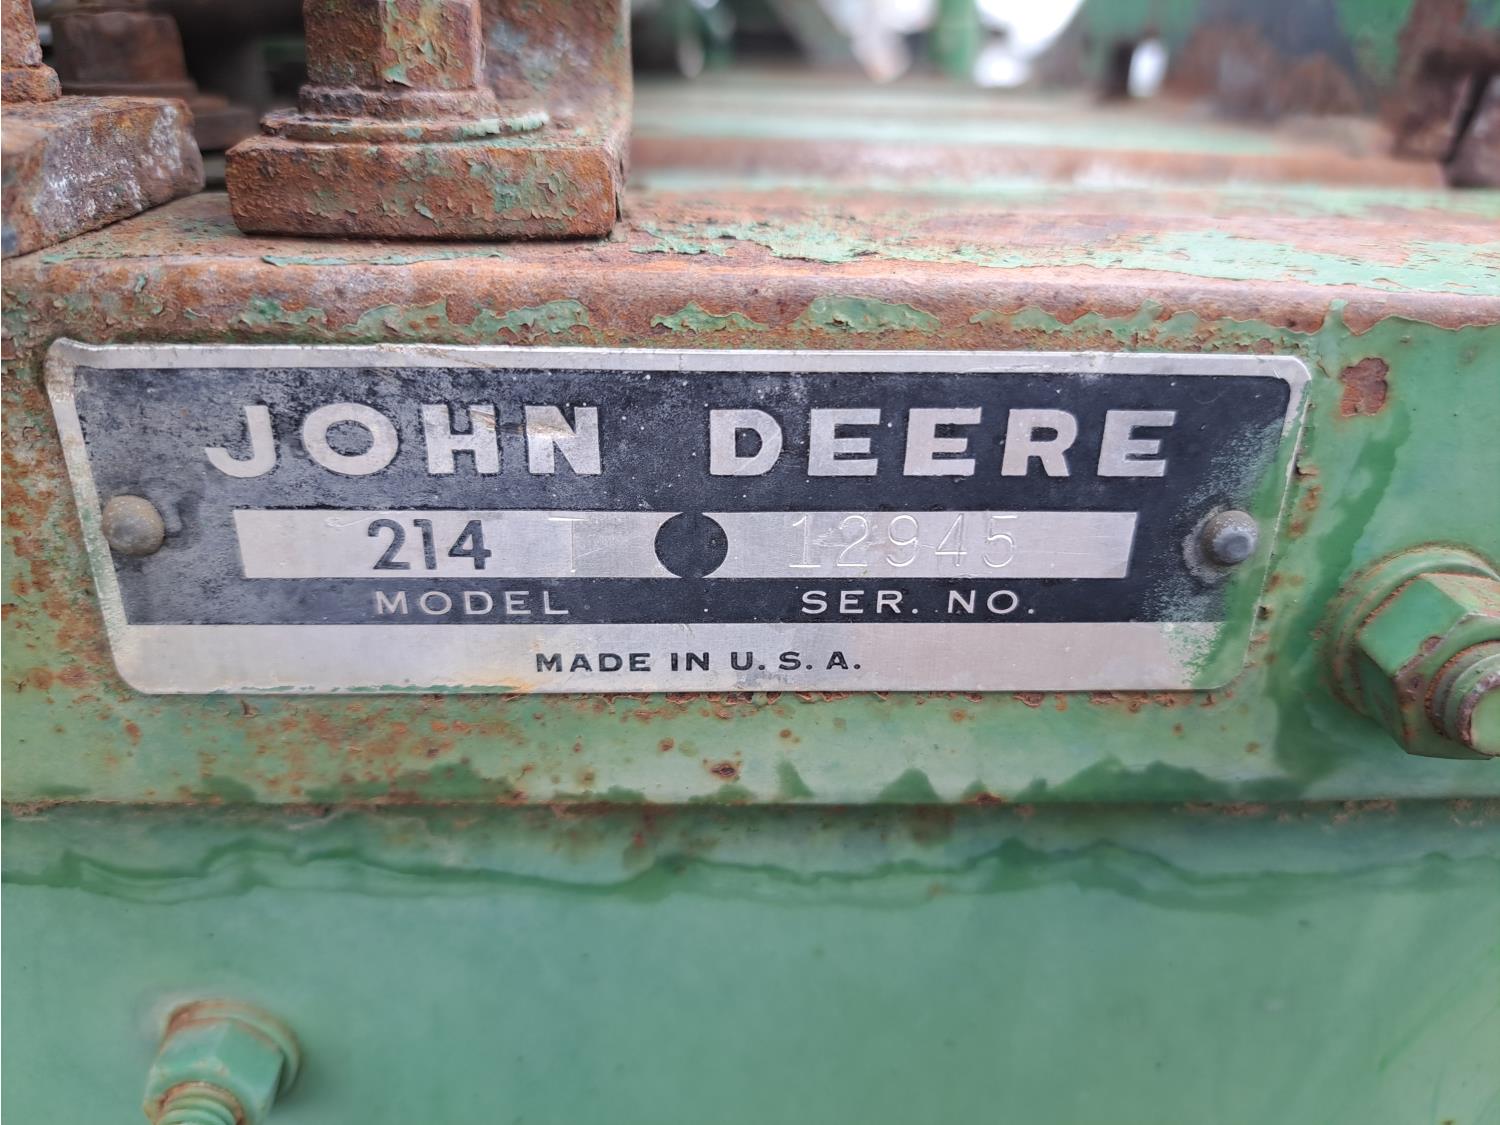 JOHN DEERE
214 T 12945
MODEL SER. NO.
MADE IN U.S.A.